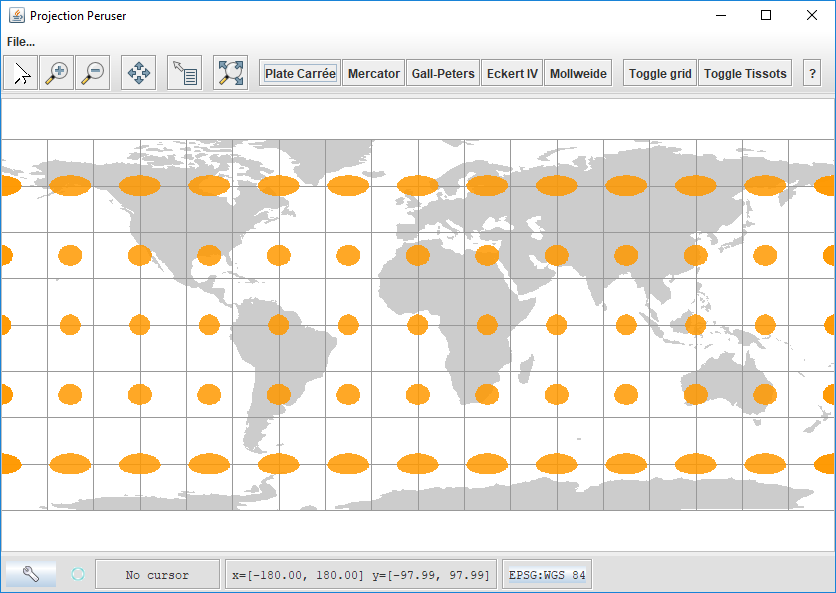 Projection Peruser
File...
Plate Carrée Mercator Gall-Peters Eckert IV Mollweide Toggle grid Toggle Tissots ?
No cursor x=[-180.00, 180.00] y=[-97.99, 97.99] EPSG:WGS 84